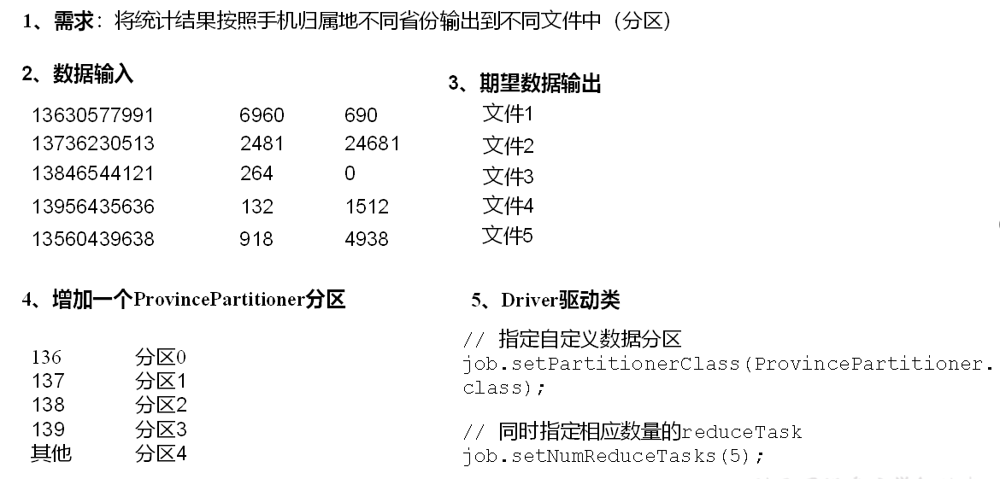 1、需求：将统计结果按照手机归属地不同省份输出到不同文件中（分区）
2、数据输入
13630577991 6960 690
13736230513 2481 24681
13846544121 264 0
13956435636 132 1512
13560439638 918 4938
3、期望数据输出
文件1
文件2
文件3
文件4
文件5
4、增加一个ProvincePartitioner分区
136 分区0
137 分区1
138 分区2
139 分区3
其他 分区4
5、Driver驱动类
// 指定自定义数据分区
job.setPartitionerClass(ProvincePartitioner.
class);
// 同时指定相应数量的reduceTask
job.setNumReduceTasks(5);